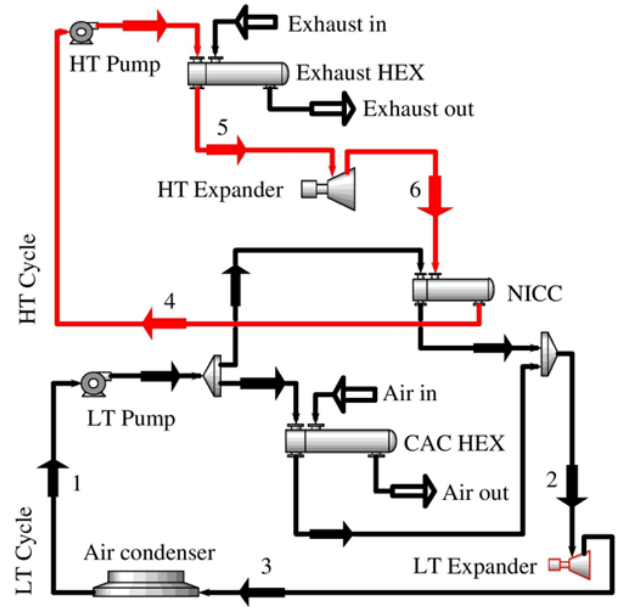 Exhaust in
HT Pump
Exhaust HEX
Exhaust out
5
HT Expander
6
HT Cycle
NICC
4
LT Pump
Air in
CAC HEX
1
Air out
2
LT Cycle
Air condenser
3
LT Expander